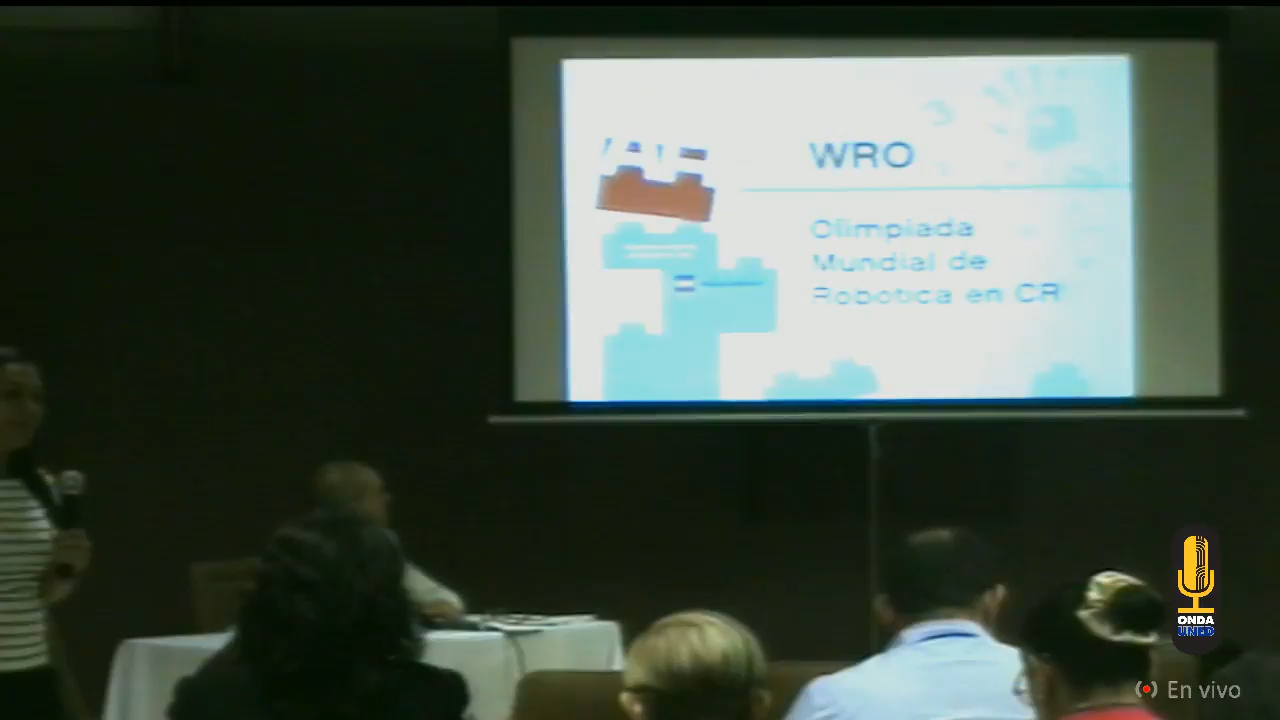 WRO
Olimpiada
Mundial de
Robotica en CR
ONDA
UNED
En vivo